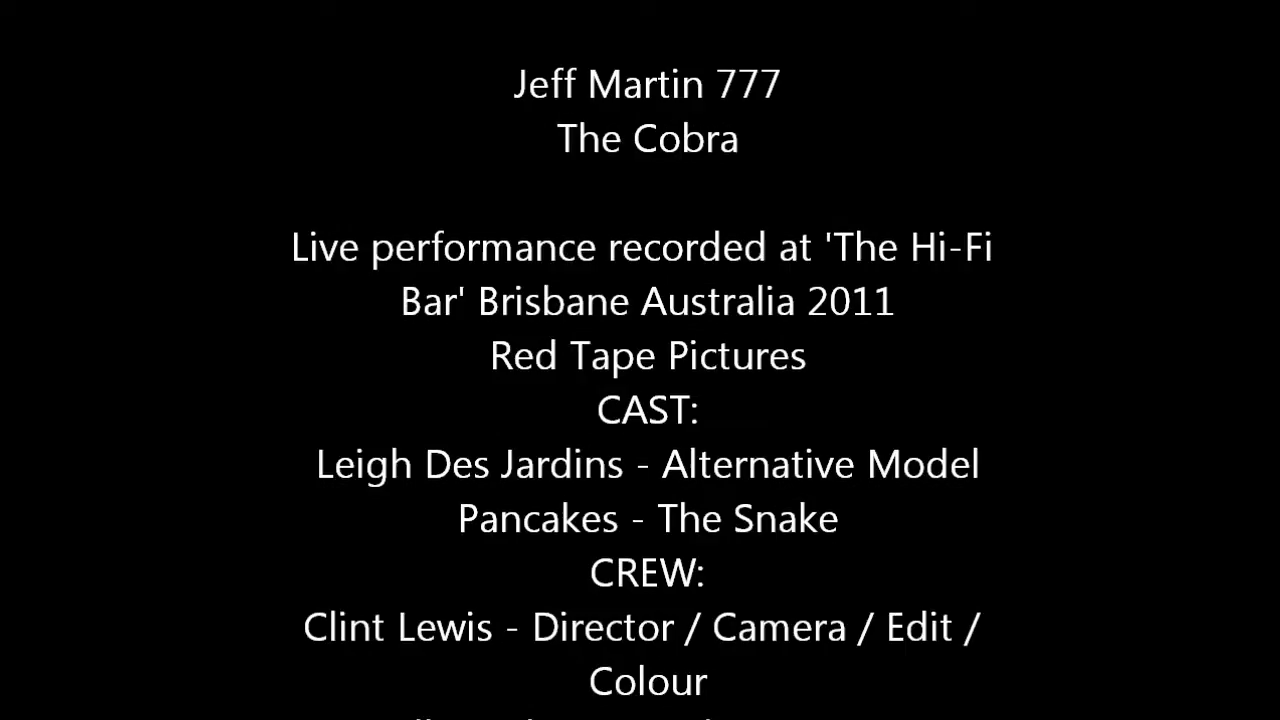 Jeff Martin 777
The Cobra
Live performance recorded at 'The Hi-Fi
Bar' Brisbane Australia 2011
Red Tape Pictures
CAST:
Leigh Des Jardins - Alternative Model
Pancakes - The Snake
CREW:
Clint Lewis - Director / Camera / Edit /
Colour